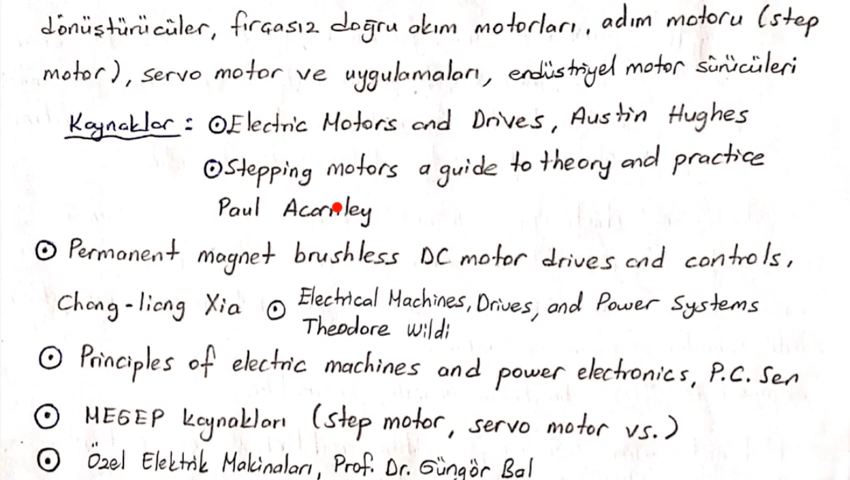 dönüştürücüler, fırçasız doğru akım motorları, adım motoru (step
motor), servo motor ve uygulamaları, endüstriyel motor sürücüleri
Kaynaklar: Electric Motors and Drives, Austin Hughes
Stepping motors a guide to theory and practice
Paul Acarnley
Permanent magnet brushless DC motor drives and controls,
Chang-liang Xia Electrical Machines, Drives, and Power Systems
Theodore Wildi
Principles of electric machines and power electronics, P.C. Sen
MEGEP kaynakları (step motor, servo motor vs.)
Özel Elektrik Makinaları, Prof. Dr. Güngör Bal